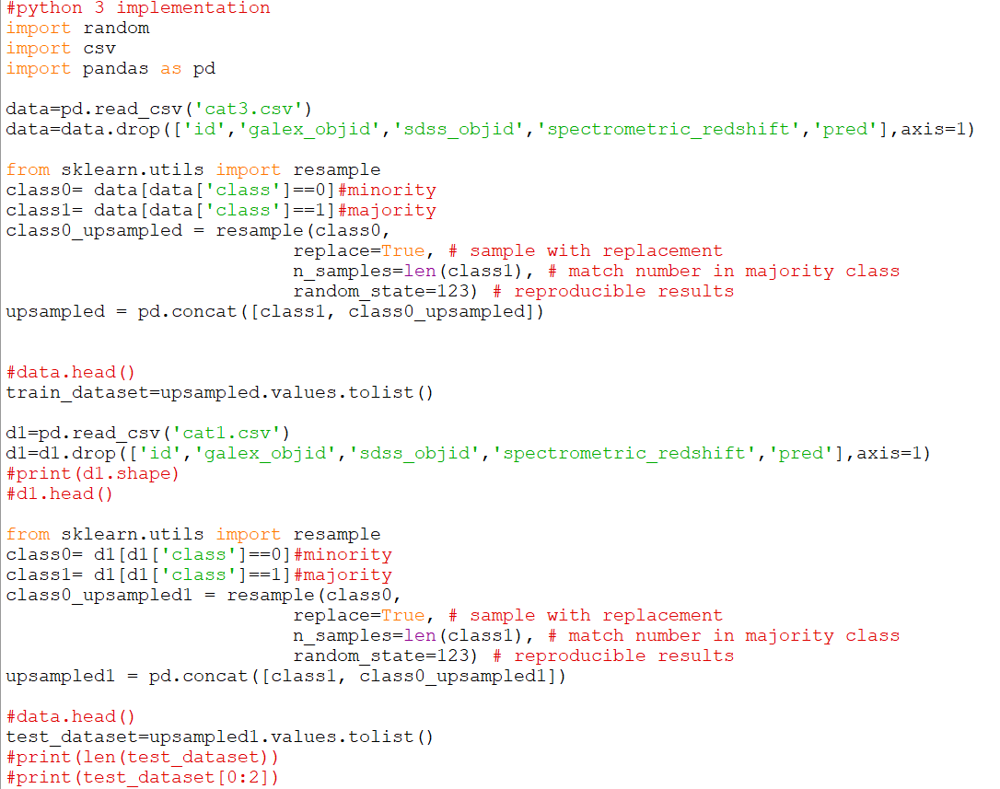 #python 3 implementation
import random
import csv
import pandas as pd
data=pd.read_csv('cat3.csv')
data=data.drop(['id','galex_objid','sdss_objid','spectrometric_redshift','pred'],axis=1)
from sklearn.utils import resample
class0= data[data['class']==0]#minority
class1= data[data['class']==1]#majority
class0_upsampled = resample(class0,
replace=True, # sample with replacement
n_samples=len(class1), # match number in majority class
random_state=123) # reproducible results
upsampled = pd.concat([class1, class0_upsampled])
#data.head()
train_dataset=upsampled.values.tolist()
d1=pd.read_csv('cat1.csv')
d1=d1.drop(['id','galex_objid','sdss_objid','spectrometric_redshift','pred'],axis=1)
#print(d1.shape)
#d1.head()
from sklearn.utils import resample
class0= d1[d1['class']==0]#minority
class1= d1[d1['class']==1]#majority
class0_upsampled1 = resample(class0,
replace=True, # sample with replacement
n_samples=len(class1), # match number in majority class
random_state=123) # reproducible results
upsampled1 = pd.concat([class1, class0_upsampled1])
#data.head()
test_dataset=upsampled1.values.tolist()
#print(len(test_dataset))
#print(test_dataset[0:2])